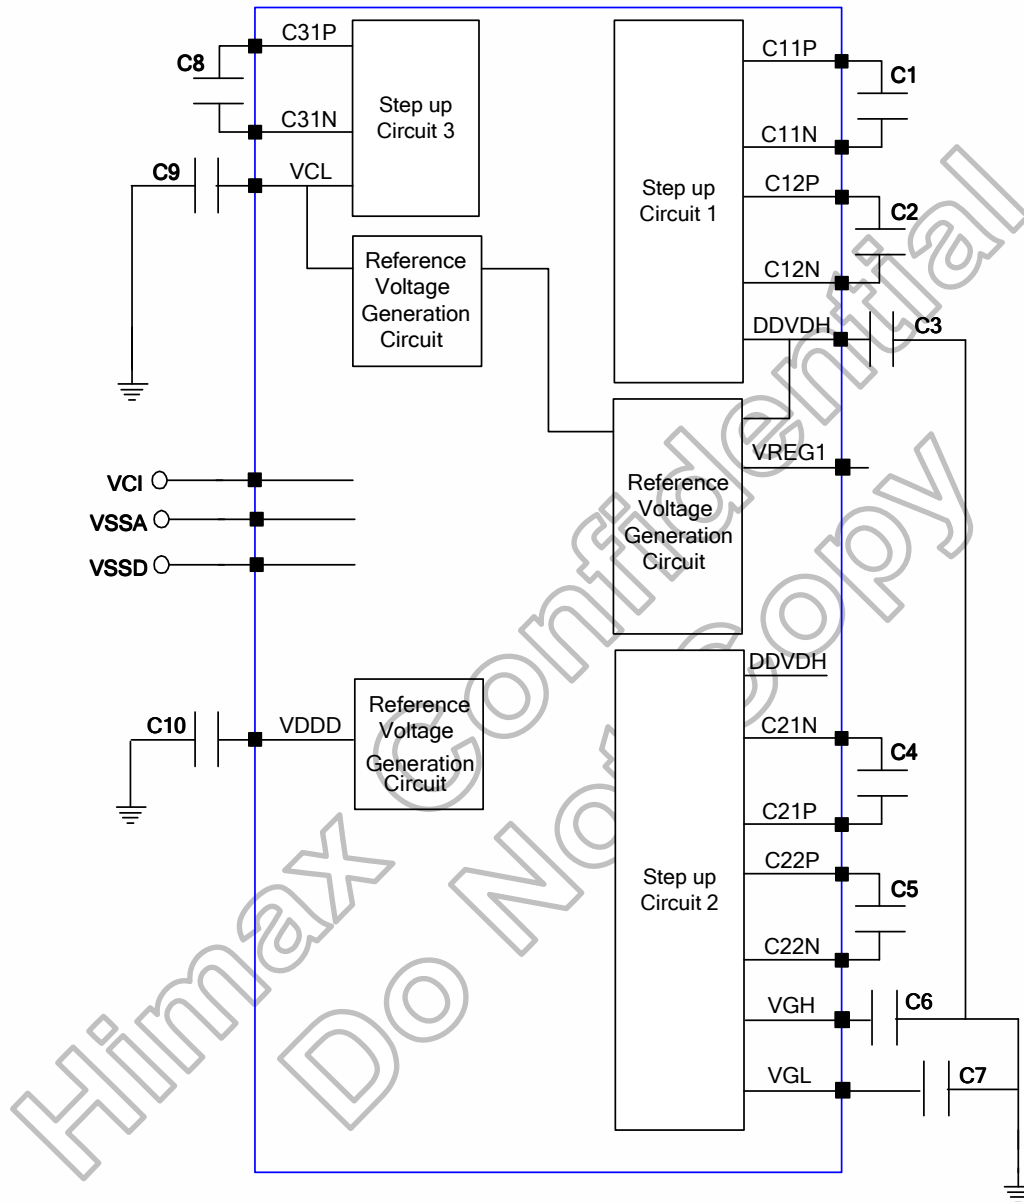 C31P
C8
C31N
C9
VCL
Step up
Circuit 3
Reference
Voltage
Generation
Circuit
Step up
Circuit 1
C11P
C1
C11N
C12P
C2
C12N
DDVDH
C3
VREG1
Reference
Voltage
Generation
Circuit
VCI
VSSA
VSSD
C10
VDDD
Reference
Voltage
Generation
Circuit
DDVDH
C21N
C4
C21P
C22P
C5
C22N
Step up
Circuit 2
VGH
C6
VGL
C7
Himax Confidential
Do Not Copy